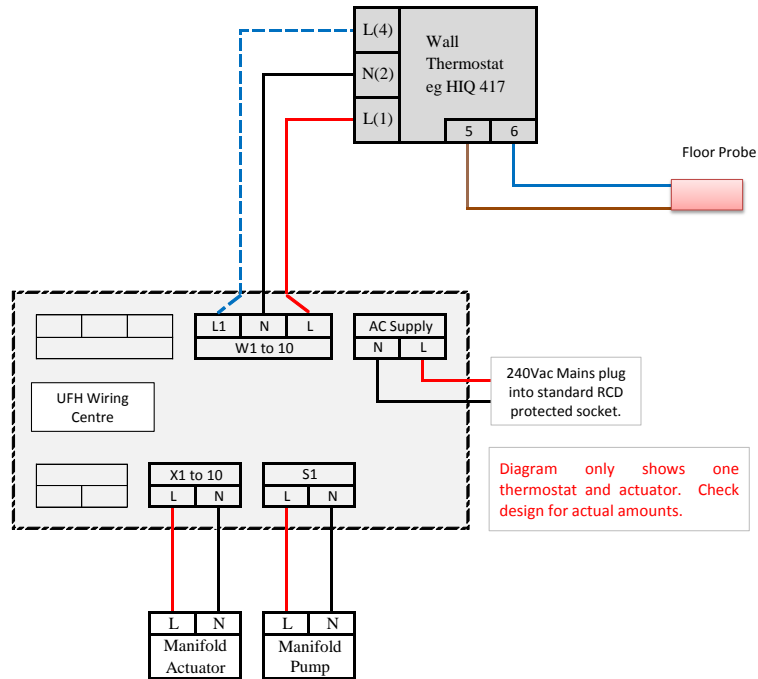 L(4)
Wall
Thermostat
eg HIQ 417
N(2)
L(1)
5 6
Floor Probe
L1 N L
W1 to 10
AC Supply
N L
240Vac Mains plug
into standard RCD
protected socket.
UFH Wiring
Centre
Diagram only shows one
thermostat and actuator. Check
design for actual amounts.
X1 to 10
L N
S1
L N
L N
Manifold
Actuator
L N
Manifold
Pump